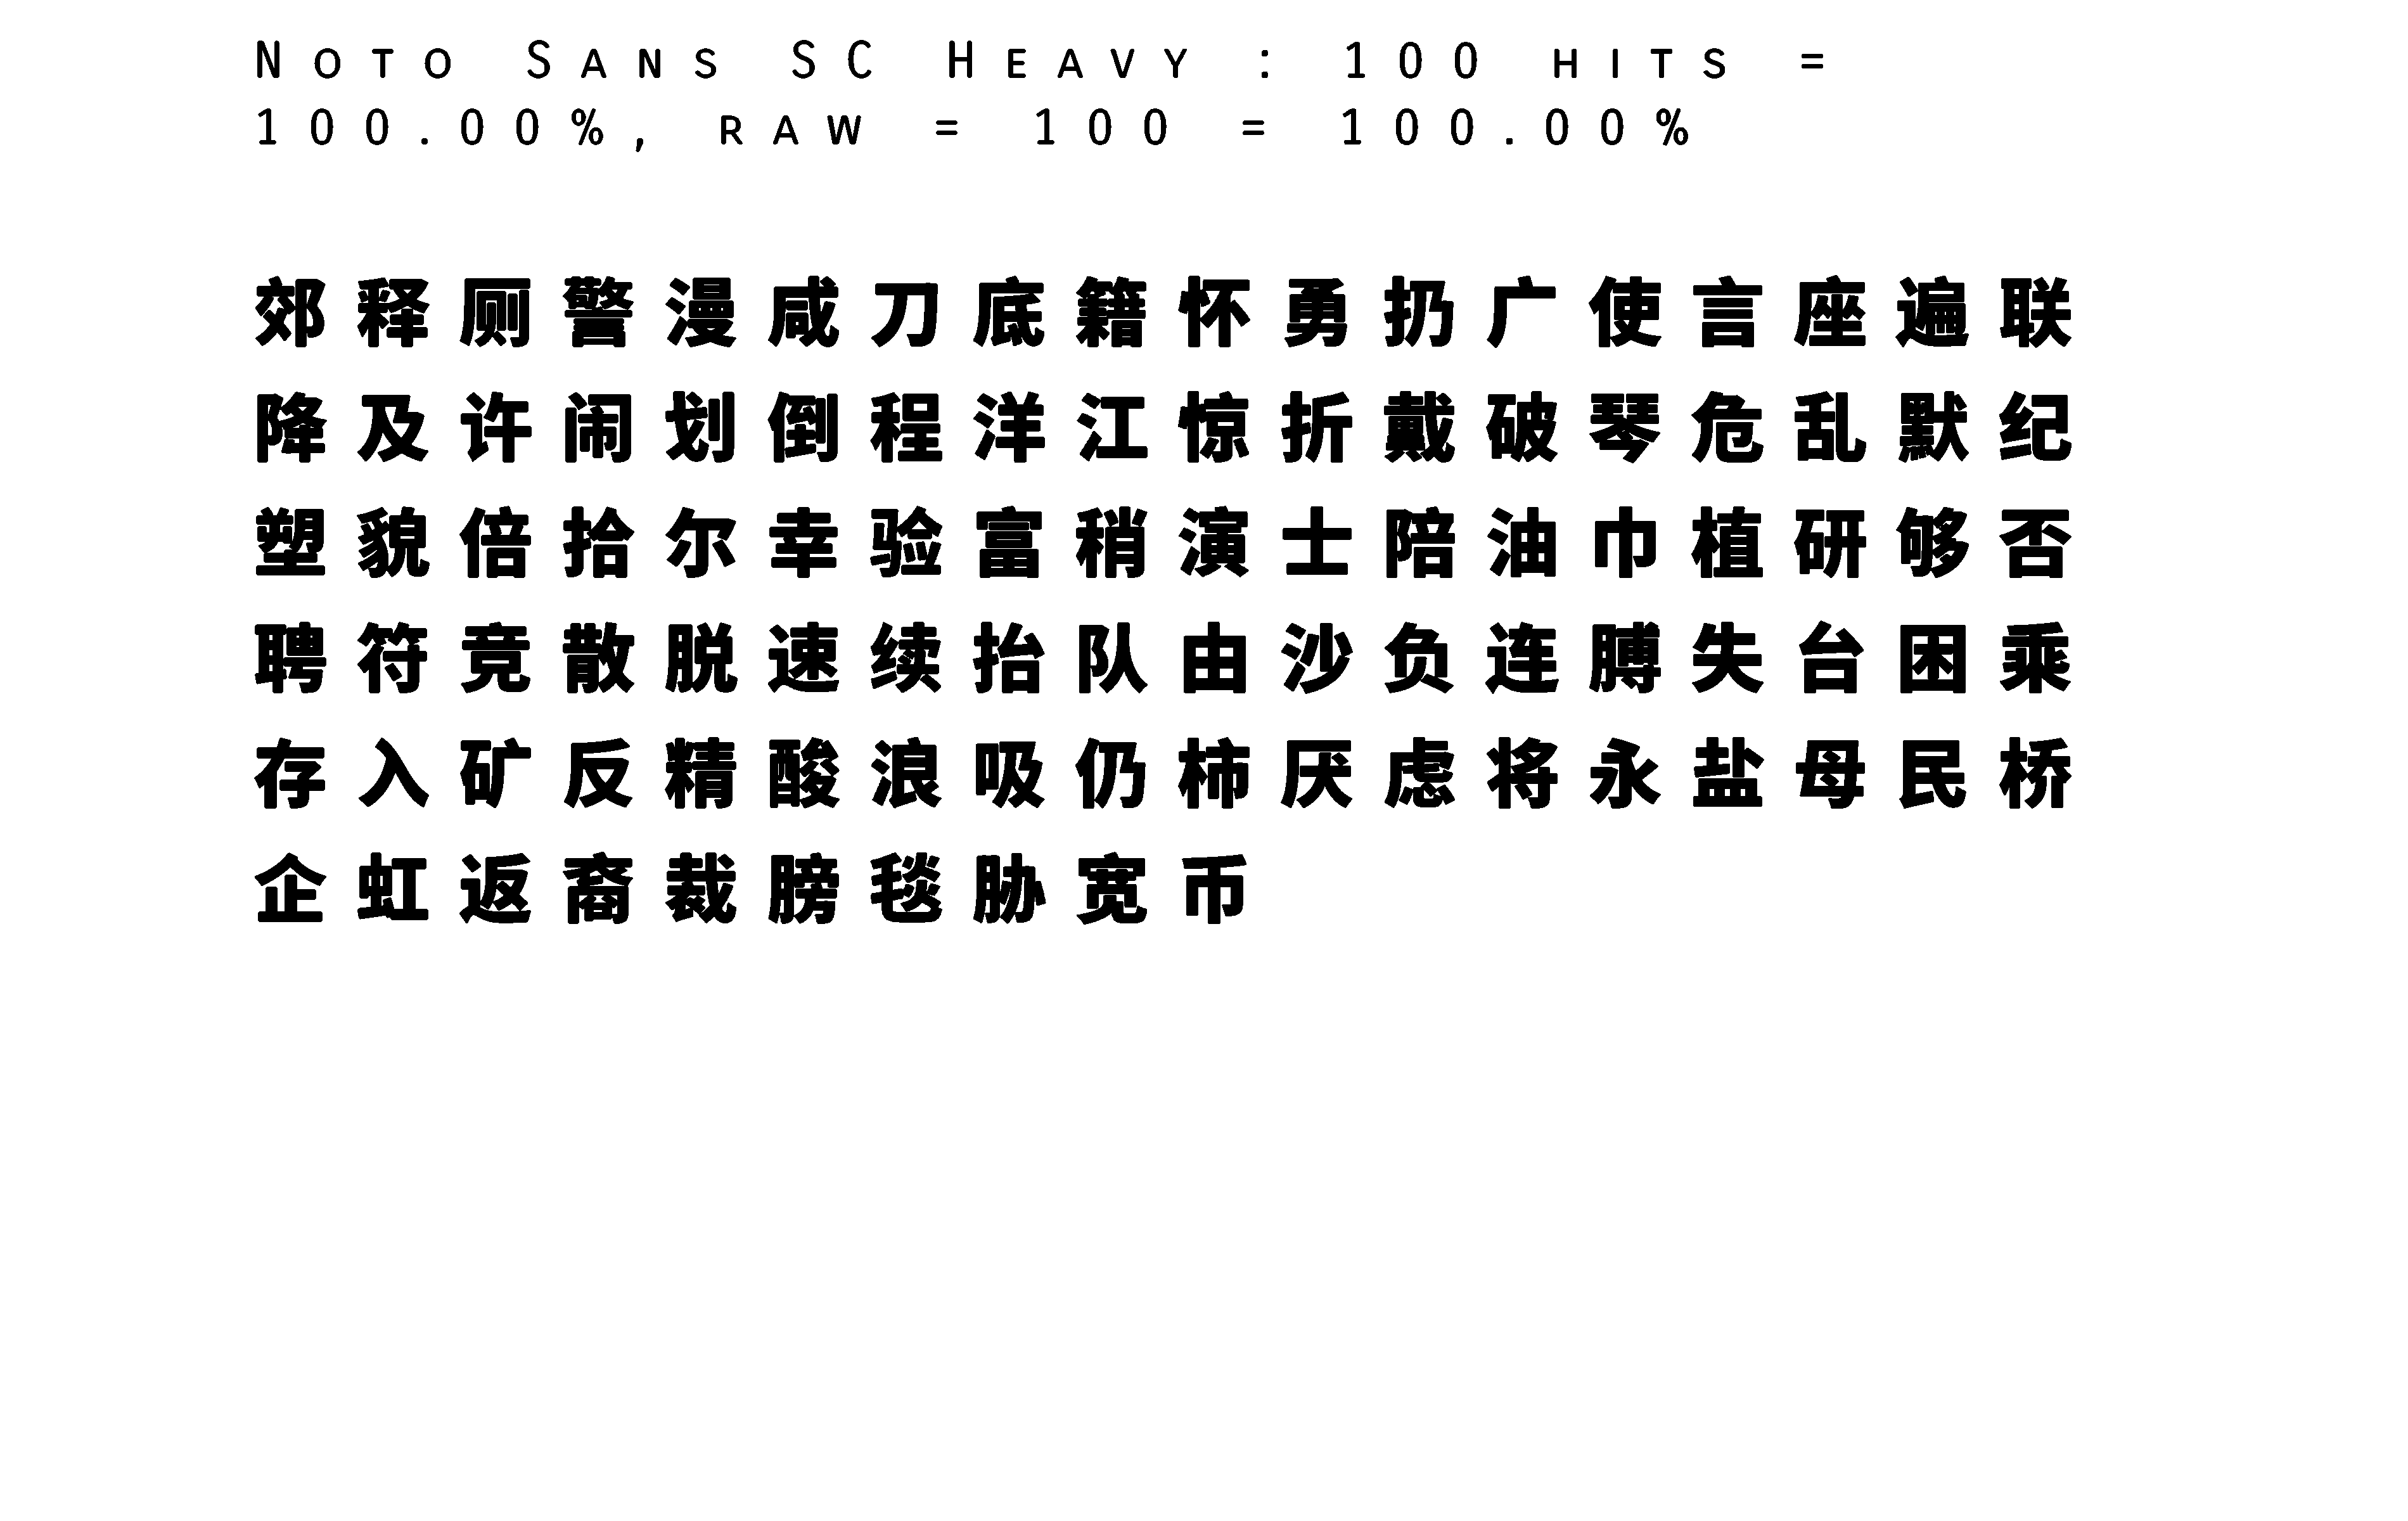 Noto Sans SC Heavy : 100 hits =
100.00%, raw = 100 = 100.00%
郊释厕警漫咸刀底籍怀勇扔广使言座遍联
降及许闹划倒程洋江惊折戴破琴危乱默纪
塑貌倍拾尔幸验富稍演士陪油巾植研够否
聘符竞散脱速续抬队由沙负连膊失台困乘
存入矿反精酸浪吸仍柿厌虑将永盐母民桥
企虹返裔裁膀毯胁宽币